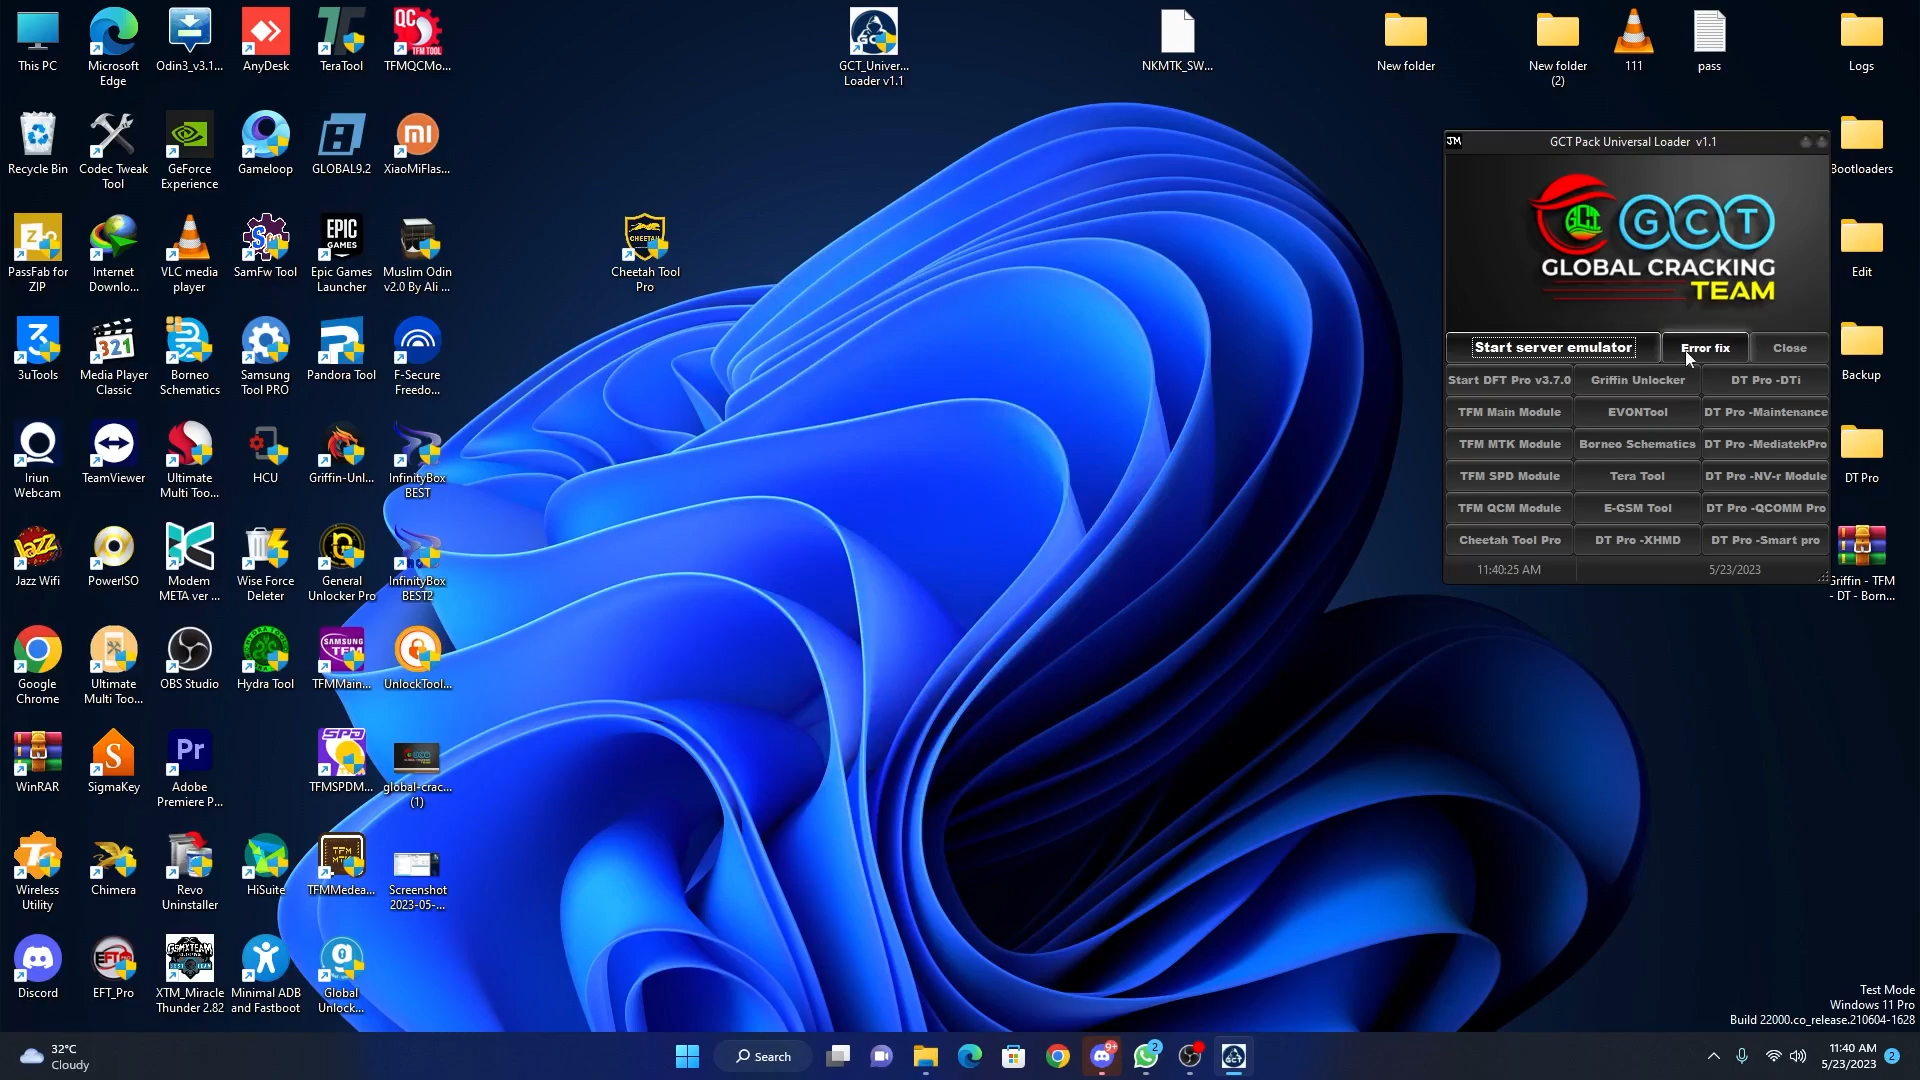 This PC
Microsoft
Edge
Odin3_v3.1...
AnyDesk
TeraTool
TFMQCMo...
GCT_Univer...
Loader v1.1
NKMTK_SW...
New folder
New folder
(2)
111
pass
Logs
Recycle Bin
Codec Tweak
Tool
GeForce
Experience
Gameloop
GLOBAL9.2
XiaoMiFlas...
Bootloaders
PassFab for
ZIP
Internet
Downlo...
VLC media
player
SamFw Tool
Epic Games
Launcher
Muslim Odin
v2.0 By Ali ...
Cheetah Tool
Pro
Edit
3uTools
Media Player
Classic
Borneo
Schematics
Samsung
Tool PRO
Pandora Tool
F-Secure
Freedo...
Backup
Iriun
Webcam
TeamViewer
Ultimate
Multi Too...
HCU
Griffin-Unl...
InfinityBox
BEST
DT Pro
Jazz Wifi
PowerISO
Modem
META ver ...
Wise Force
Deleter
General
Unlocker Pro
InfinityBox
BEST2
Griffin - TFM
- DT - Born...
Google
Chrome
Ultimate
Multi Too...
OBS Studio
Hydra Tool
TFMMain...
UnlockTool...
WinRAR
SigmaKey
Adobe
Premiere P...
TFMSPDM...
global-crac...
(1)
Wireless
Utility
Chimera
Revo
Uninstaller
HiSuite
TFMMedea...
Screenshot
2023-05-...
Discord
EFT_Pro
XTM_Miracle
Thunder 2.82
Minimal ADB
and Fastboot
Global
Unlock...
GCT Pack Universal Loader v1.1
GCT
GLOBAL CRACKING
TEAM
Start server emulator
Error fix
Close
Start DFT Pro v3.7.0
Griffin Unlocker
DT Pro -DTi
TFM Main Module
EVONTool
DT Pro -Maintenance
TFM MTK Module
Borneo Schematics
DT Pro -MediatekPro
TFM SPD Module
Tera Tool
DT Pro -NV-r Module
TFM QCM Module
E-GSM Tool
DT Pro -QCOMM Pro
Cheetah Tool Pro
DT Pro -XHMD
DT Pro -Smart pro
11:40:25 AM
5/23/2023
Test Mode
Windows 11 Pro
Build 22000.co_release.210604-1628
32°C
Cloudy
Search
9+
2
11:40 AM
5/23/2023
2